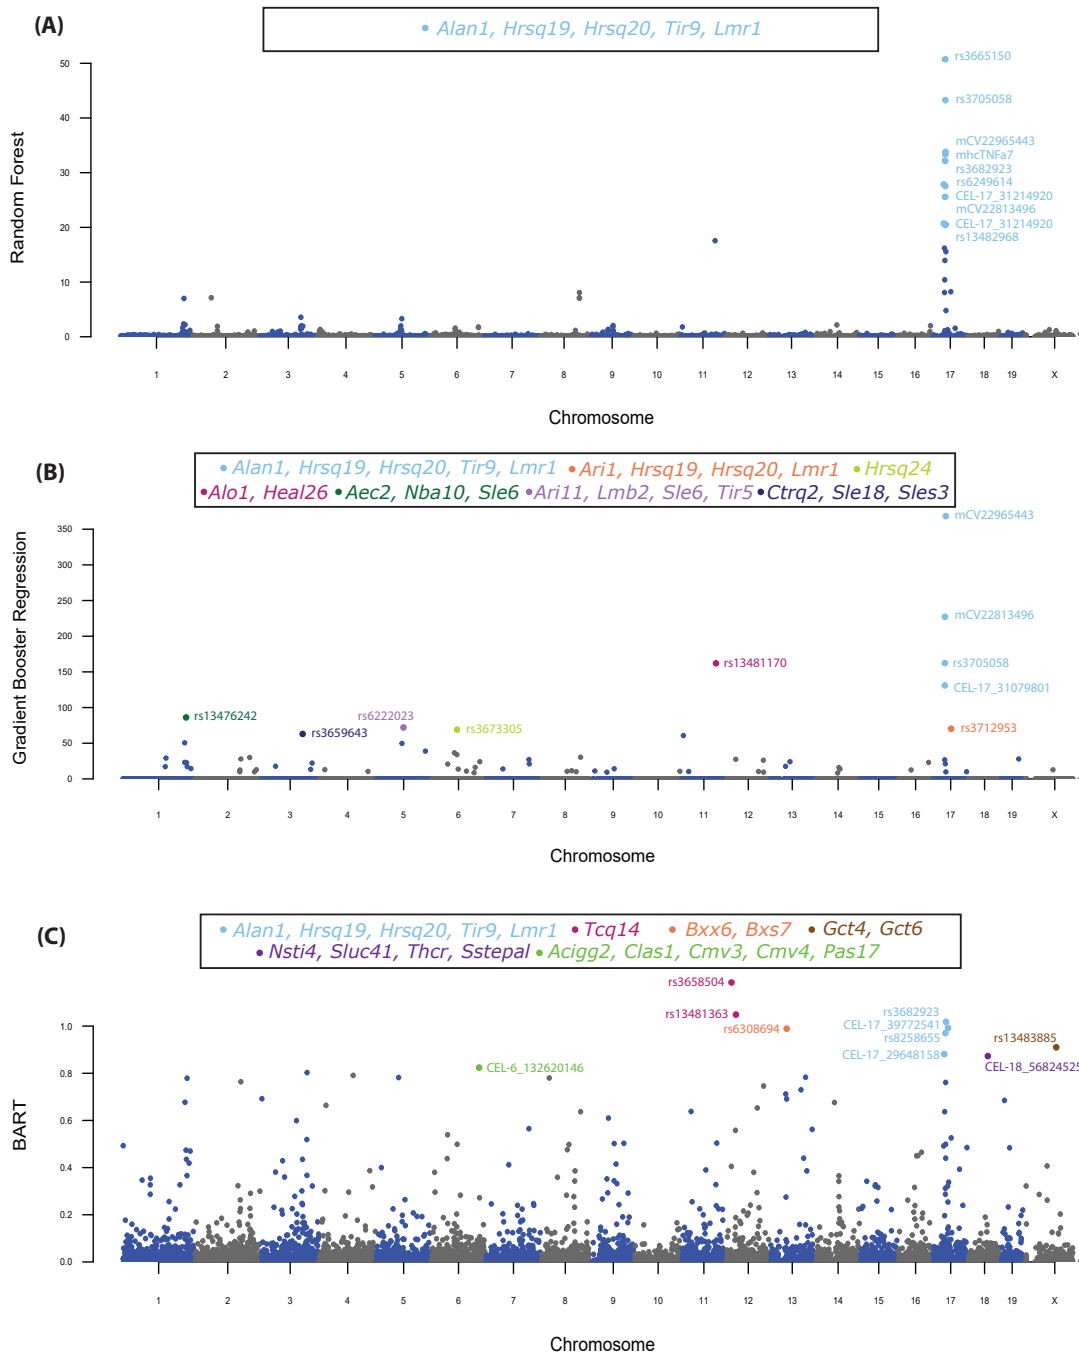 (A)
Alan1, Hrsq19, Hrsq20, Tir9, Lmr1
Random Forest
50
40
30
20
10
0
rs3665150
rs3705058
mCV22965443
mhcTNFa7
rs3682923
rs6249614
CEL-17_31214920
mCV22813496
CEL-17_31214920
rs13482968
1 2 3 4 5 6 7 8 9 10 11 12 13 14 15 16 17 18 19 X
Chromosome
(B)
Alan1, Hrsq19, Hrsq20, Tir9, Lmr1 Ari1, Hrsq19, Hrsq20, Lmr1 Hrsq24
Alo1, Heal26 Aec2, Nba10, Sle6 Ari11, Lmb2, Sle6, Tir5 Ctrq2, Sle18, Sles3
Gradient Booster Regression
350
300
250
200
150
100
50
0
mCV22965443
mCV22813496
rs13481170
rs3705058
CEL-17_31079801
rs13476242
rs6222023
rs3659643
rs3673305
rs3712953
1 2 3 4 5 6 7 8 9 10 11 12 13 14 15 16 17 18 19 X
Chromosome
(C)
Alan1, Hrsq19, Hrsq20, Tir9, Lmr1 Tcq14 Bxx6, Bxs7 Gct4, Gct6
Nsti4, Sluc41, Thcr, Sstepal Acigg2, Clas1, Cmv3, Cmv4, Pas17
BART
1.0
0.8
0.6
0.4
0.2
0.0
rs3658504
rs13481363
rs6308694
rs3682923
CEL-17_39772541
rs8258655
CEL-17_29648158
rs13483885
CEL-18_56824525
CEL-6_132620146
1 2 3 4 5 6 7 8 9 10 11 12 13 14 15 16 17 18 19 X
Chromosome